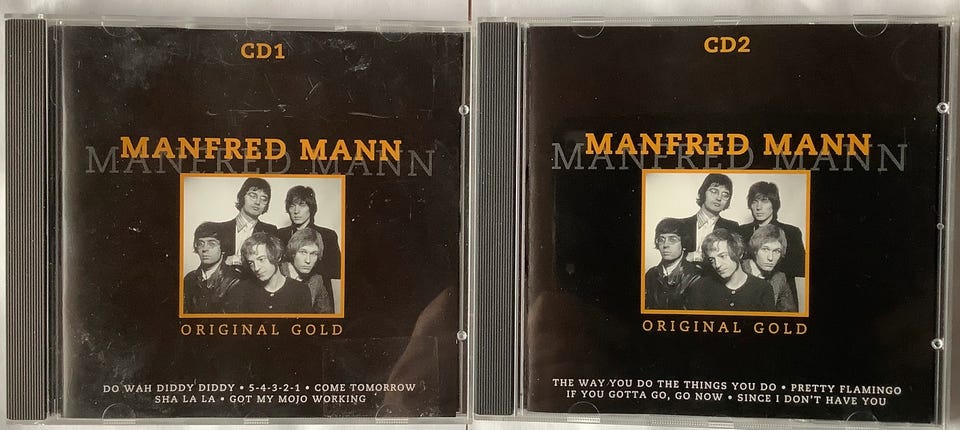 CD1
MANFRED MANN
MANFRED MANN
ORIGINAL GOLD
DO WAH DIDDY DIDDY • 5-4-3-2-1 • COME TOMORROW
SHA LA LA • GOT MY MOJO WORKING
CD2
MANFRED MANN
MANFRED MANN
ORIGINAL GOLD
THE WAY YOU DO THE THINGS YOU DO • PRETTY FLAMINGO
IF YOU GOTTA GO, GO NOW • SINCE I DON'T HAVE YOU